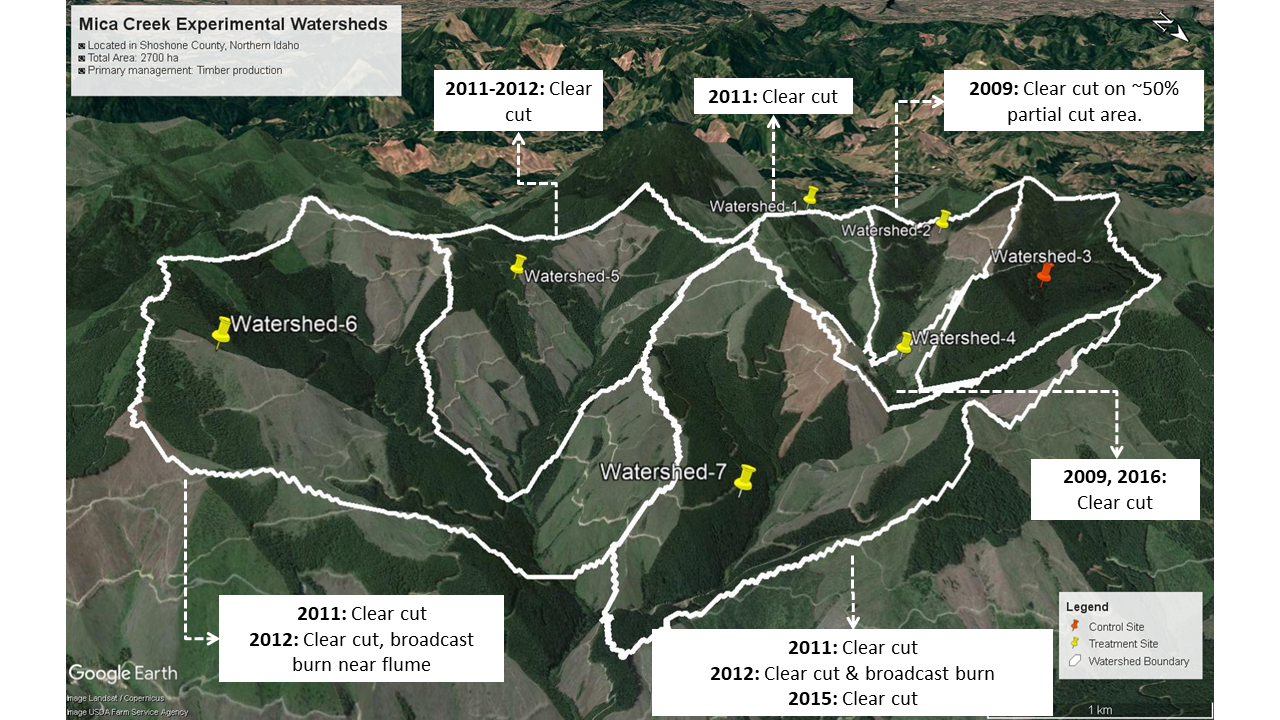 Mica Creek Experimental Watersheds
Located in Shoshone County, Northern Idaho
Total Area: 2700 ha
Primary management: Timber production
N
2011-2012: Clear
cut
2011: Clear cut
2009: Clear cut on ~50%
partial cut area.
Watershed-1
Watershed-2
Watershed-3
Watershed-5
Watershed-6
Watershed-4
Watershed-7
2009, 2016:
Clear cut
2011: Clear cut
2012: Clear cut, broadcast
burn near flume
2011: Clear cut
2012: Clear cut & broadcast burn
2015: Clear cut
Legend
Control Site
Treatment Site
Watershed Boundary
Google Earth
Image Landsat / Copernicus
Image USDA Farm Service Agency
1 km